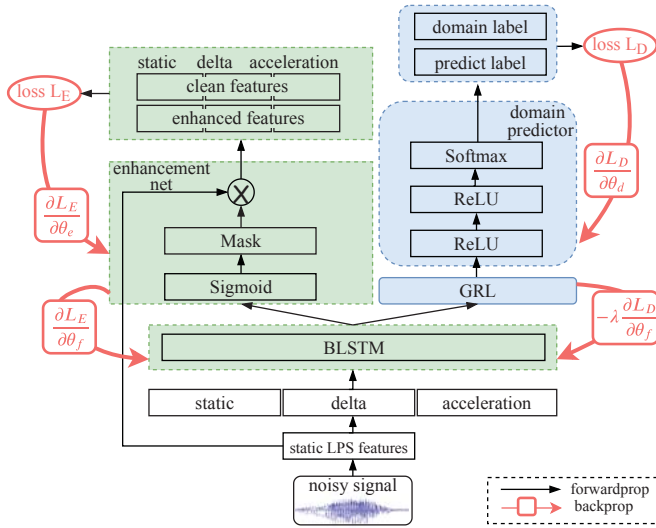 domain label
predict label
loss L_D
static delta acceleration
clean features
enhanced features
loss L_E
domain
predictor
Softmax
ReLU
ReLU
∂L_D
∂θ_d
enhancement
net
X
Mask
Sigmoid
∂L_E
∂θ_e
GRL
∂L_E
∂θ_f
−λ ∂L_D
∂θ_f
BLSTM
static delta acceleration
static LPS features
noisy signal
forwardprop
backprop